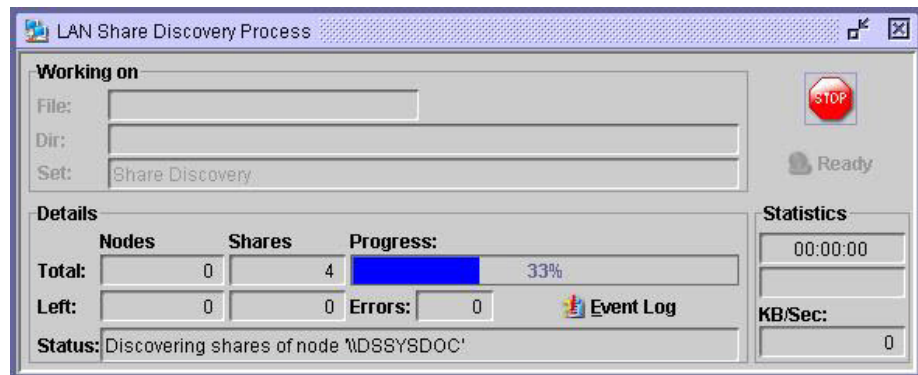 LAN Share Discovery Process
Working on
File:
STOP
Dir:
Set: Share Discovery
Ready
Details
Statistics
Nodes Shares Progress:
00:00:00
Total: 0 4 33%
Left: 0 0 Errors: 0 Event Log
KB/Sec:
Status: Discovering shares of node '\\DSSYSDOC'
0